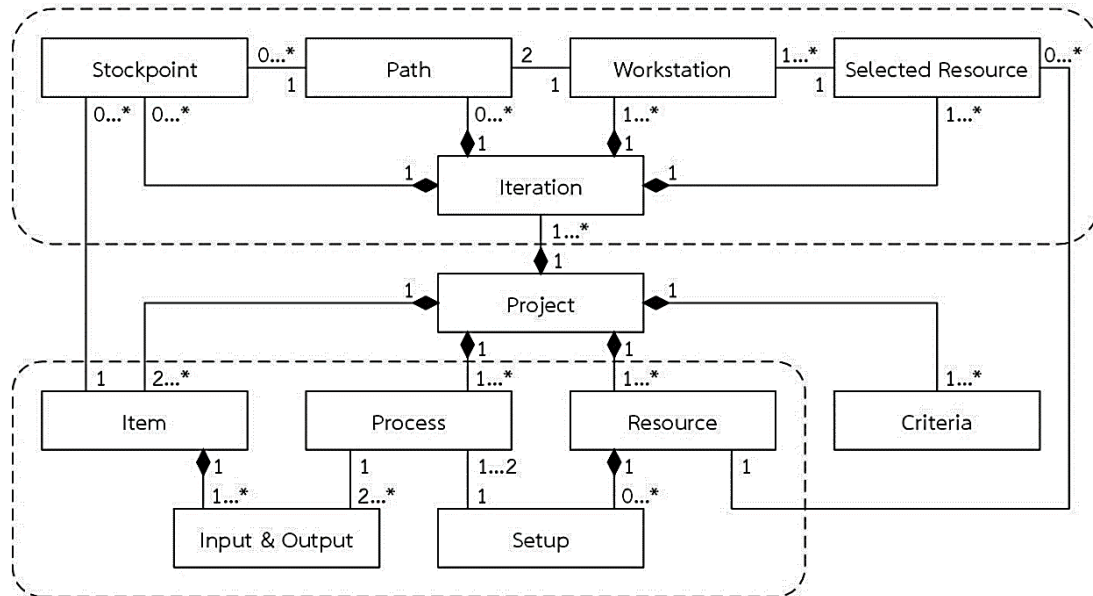 Stockpoint 0...* 1 Path 2 1 Workstation 1...* 1 Selected Resource 0...*
0...* 0...* 0...* 1...* 1...*
1 1
1 Iteration 1
1...*
1
1 Project 1
1 1
1 2...* 1...* 1...* 1...*
Item Process Resource Criteria
1 1 1...2 1 1
1...* 2...* 1 0...*
Input & Output Setup